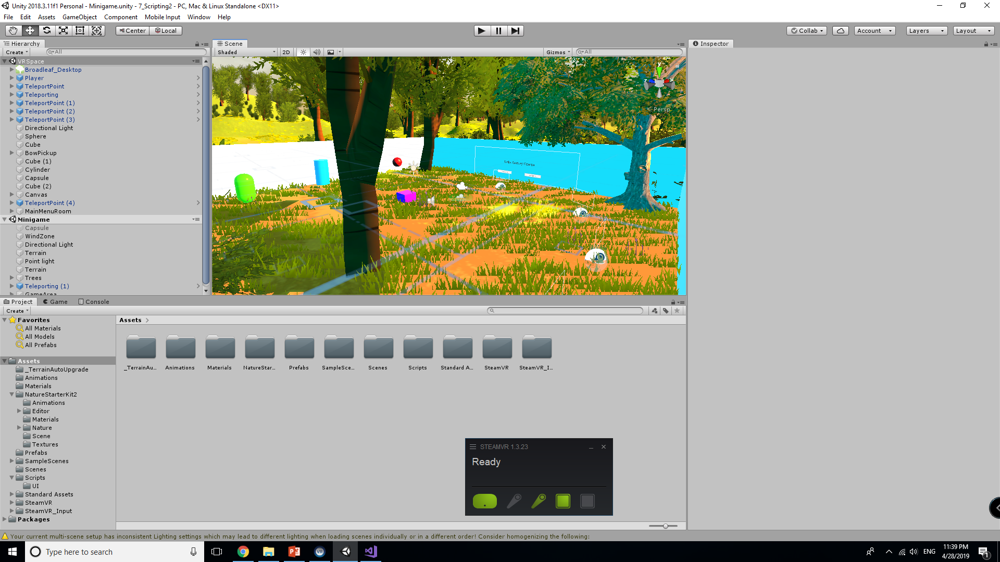 Unity 2018.3.11f1 Personal - Minigame.unity - 7_Scripting2 - PC, Mac & Linux Standalone <DX11>
File Edit Assets GameObject Component Mobile Input Window Help
Center Local Collab Account Layers Layout
Hierarchy
Create All
VRSpace
Broadleaf_Desktop
Player
TeleportPoint
Teleporting
TeleportPoint (1)
TeleportPoint (2)
TeleportPoint (3)
Directional Light
Sphere
Cube
BowPickup
Cube (1)
Cylinder
Capsule
Cube (2)
Canvas
TeleportPoint (4)
MainMenuRoom
Minigame
Capsule
WindZone
Directional Light
Terrain
Point light
Terrain
Trees
Teleporting (1)
GameArea
Scene
Shaded 2D Gizmos All
y
z x
Persp
Inspector
Project Game Console
Create
Favorites
All Materials
All Models
All Prefabs
Assets
_TerrainAutoUpgrade
Animations
Materials
NatureStarterKit2
Animations
Editor
Materials
Nature
Scene
Textures
Prefabs
SampleScenes
Scenes
Scripts
UI
Standard Assets
SteamVR
SteamVR_Input
Packages
Assets
_TerrainAu... Animations Materials NatureStar... Prefabs SampleSce... Scenes Scripts Standard A... SteamVR SteamVR_I...
STEAMVR 1.3.23
Ready
Your current multi-scene setup has inconsistent Lighting settings which may lead to different lighting when loading scenes individually or in a different order! Consider homogenizing the following:
Type here to search
VR
ENG
11:39 PM
4/28/2019
1